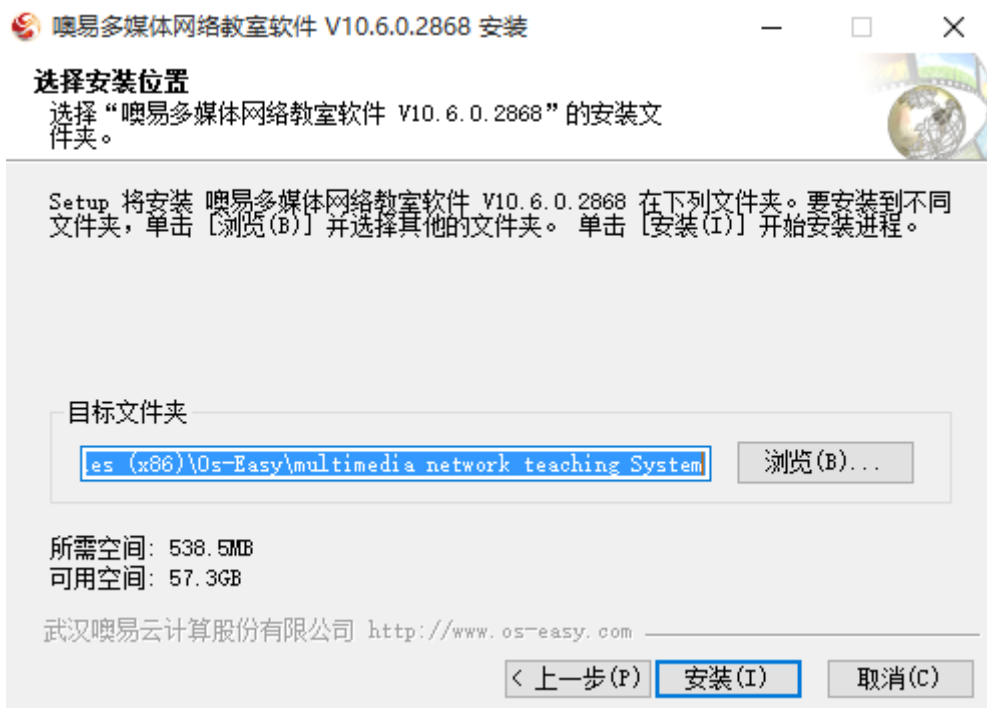 噢易多媒体网络教室软件 V10.6.0.2868 安装
选择安装位置
选择“噢易多媒体网络教室软件 V10.6.0.2868”的安装文
件夹。
Setup 将安装 噢易多媒体网络教室软件 V10.6.0.2868 在下列文件夹。要安装到不同
文件夹，单击 [浏览(B)] 并选择其他的文件夹。 单击 [安装(I)] 开始安装进程。
目标文件夹
es (x86)\Os-Easy\multimedia network teaching System
浏览(B)...
所需空间: 538.5MB
可用空间: 57.3GB
武汉噢易云计算股份有限公司 http://www.os-easy.com
< 上一步(P)
安装(I)
取消(C)